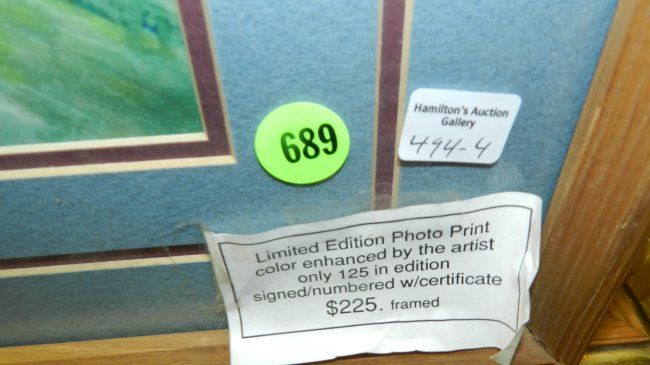 689
Hamilton's Auction
Gallery
494-4
Limited Edition Photo Print
color enhanced by the artist
only 125 in edition
signed/numbered w/certificate
$225. framed